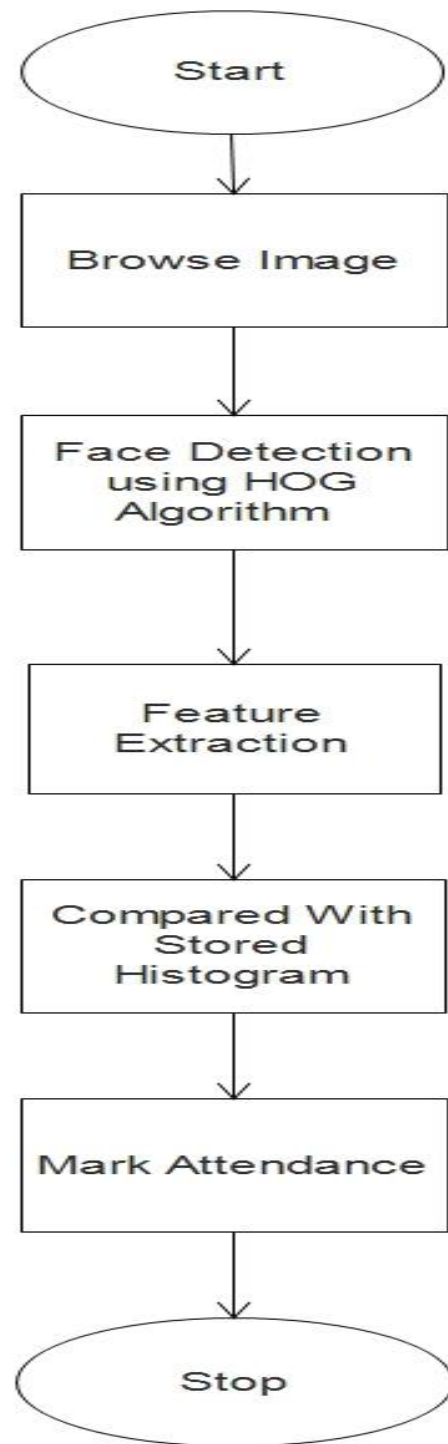 Start
Browse Image
Face Detection
using HOG
Algorithm
Feature
Extraction
Compared With
Stored
Histogram
Mark Attendance
Stop